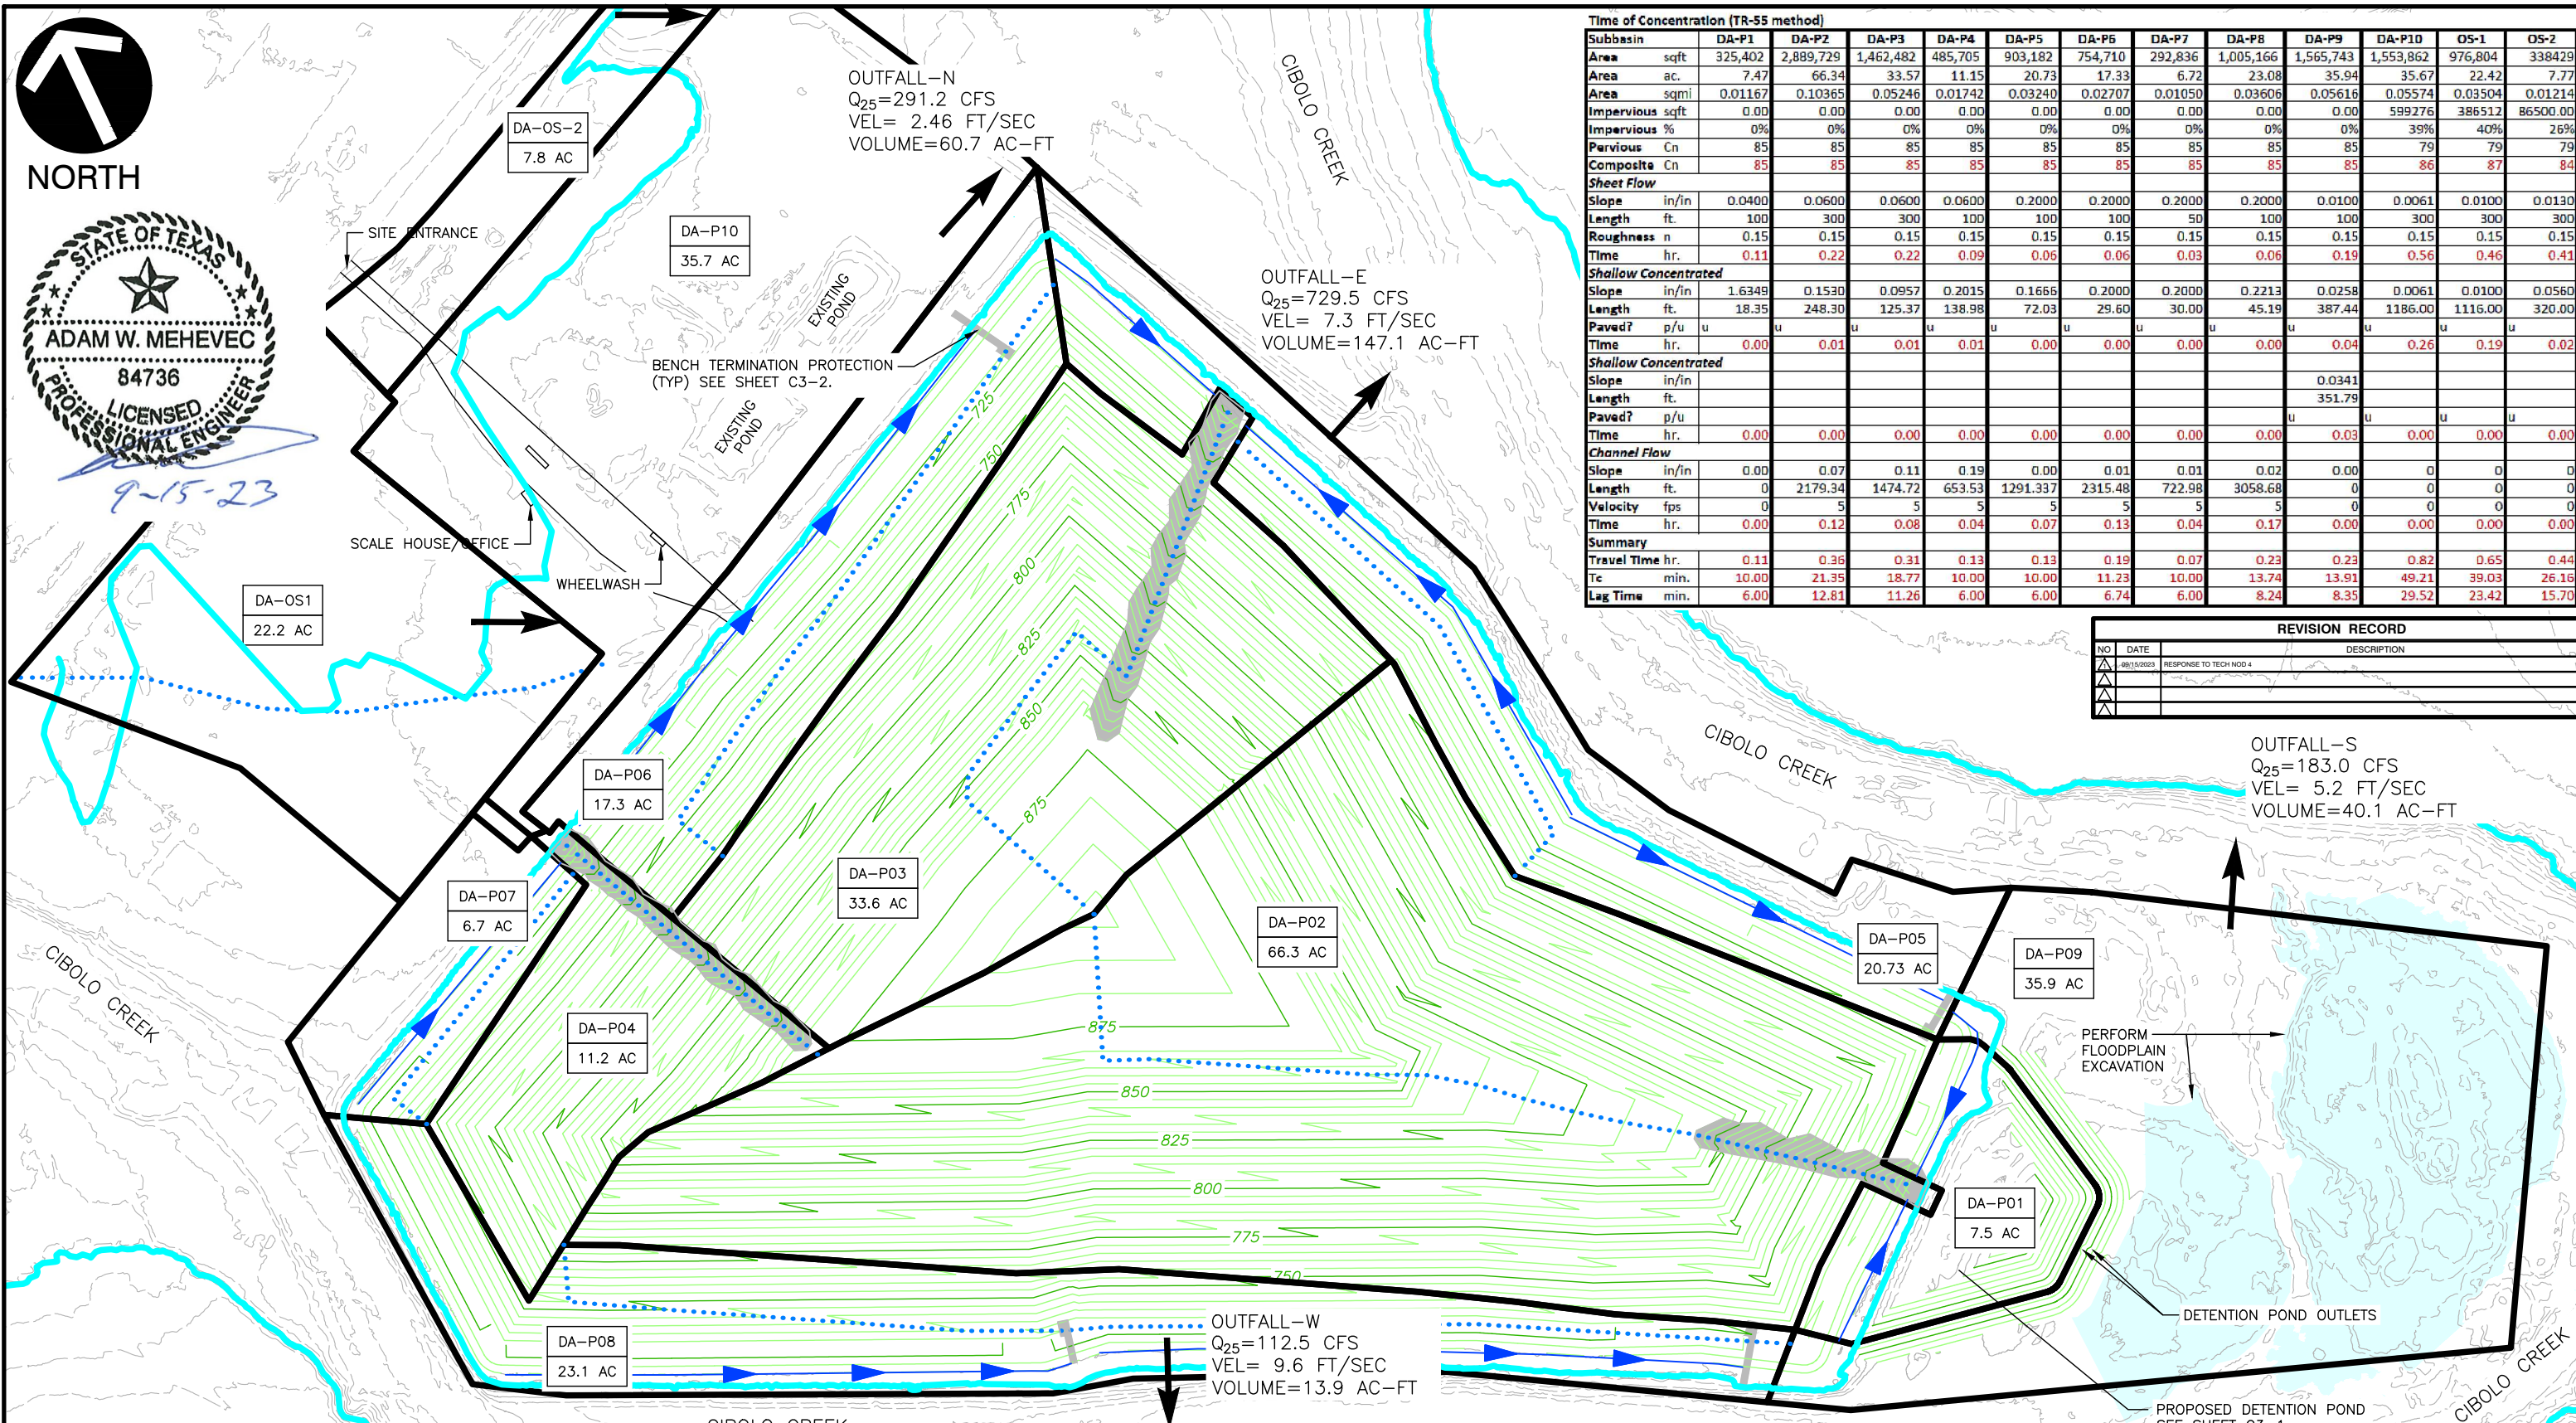 NORTH
STATE OF TEXAS
ADAM W. MEHEVEC
84736
LICENSED
PROFESSIONAL ENGINEER
9-15-23
DA-OS-2
7.8 AC
SITE ENTRANCE
OUTFALL-N
Q25=291.2 CFS
VEL= 2.46 FT/SEC
VOLUME=60.7 AC-FT
DA-P10
35.7 AC
EXISTING
POND
EXISTING
POND
BENCH TERMINATION PROTECTION
(TYP) SEE SHEET C3-2.
CIBOLO CREEK
OUTFALL-E
Q25=729.5 CFS
VEL= 7.3 FT/SEC
VOLUME=147.1 AC-FT
Time of Concentration (TR-55 method)
Subbasin DA-P1 DA-P2 DA-P3 DA-P4 DA-P5 DA-P6 DA-P7 DA-P8 DA-P9 DA-P10 OS-1 OS-2
Area sqft 325,402 2,889,729 1,462,482 485,705 903,182 754,710 292,836 1,005,166 1,565,743 1,553,862 976,804 338429
Area ac. 7.47 66.34 33.57 11.15 20.73 17.33 6.72 23.08 35.94 35.67 22.42 7.77
Area sqmi 0.01167 0.10365 0.05246 0.01742 0.03240 0.02707 0.01050 0.03606 0.05616 0.05574 0.03504 0.01214
Impervious sqft 0.00 0.00 0.00 0.00 0.00 0.00 0.00 0.00 0.00 599276 386512 86500.00
Impervious % 0% 0% 0% 0% 0% 0% 0% 0% 0% 39% 40% 26%
Pervious Cn 85 85 85 85 85 85 85 85 85 79 79 79
Composite Cn 85 85 85 85 85 85 85 85 85 86 87 84
Sheet Flow
Slope in/in 0.0400 0.0600 0.0600 0.0600 0.2000 0.2000 0.2000 0.2000 0.0100 0.0061 0.0100 0.0130
Length ft. 100 300 300 100 100 100 50 100 100 300 300 300
Roughness n 0.15 0.15 0.15 0.15 0.15 0.15 0.15 0.15 0.15 0.15 0.15 0.15
Time hr. 0.11 0.22 0.22 0.09 0.06 0.06 0.03 0.06 0.19 0.56 0.46 0.41
Shallow Concentrated
Slope in/in 1.6349 0.1530 0.0957 0.2015 0.1666 0.2000 0.2000 0.2213 0.0258 0.0061 0.0100 0.0560
Length ft. 18.35 248.30 125.37 138.98 72.03 29.60 30.00 45.19 387.44 1186.00 1116.00 320.00
Paved? p/u u u u u u u u u u u u u
Time hr. 0.00 0.01 0.01 0.01 0.00 0.00 0.00 0.00 0.04 0.26 0.19 0.02
Shallow Concentrated
Slope in/in 0.0341
Length ft. 351.79
Paved? p/u u u u u
Time hr. 0.00 0.00 0.00 0.00 0.00 0.00 0.00 0.00 0.03 0.00 0.00 0.00
Channel Flow
Slope in/in 0.00 0.07 0.11 0.19 0.00 0.01 0.01 0.02 0.00 0 0 0
Length ft. 0 2179.34 1474.72 653.53 1291.337 2315.48 722.98 3058.68 0 0 0 0
Velocity fps 0 5 5 5 5 5 5 5 0 0 0 0
Time hr. 0.00 0.12 0.08 0.04 0.07 0.13 0.04 0.17 0.00 0.00 0.00 0.00
Summary
Travel Time hr. 0.11 0.36 0.31 0.13 0.13 0.19 0.07 0.23 0.23 0.82 0.65 0.44
Tc min. 10.00 21.35 18.77 10.00 10.00 11.23 10.00 13.74 13.91 49.21 39.03 26.16
Lag Time min. 6.00 12.81 11.26 6.00 6.00 6.74 6.00 8.24 8.35 29.52 23.42 15.70
REVISION RECORD
NO DATE DESCRIPTION
09/15/2023 RESPONSE TO TECH NOD 4
SCALE HOUSE/OFFICE
WHEELWASH
DA-OS1
22.2 AC
725
750
775
800
825
850
875
DA-P06
17.3 AC
DA-P07
6.7 AC
DA-P03
33.6 AC
DA-P02
66.3 AC
CIBOLO CREEK
OUTFALL-S
Q25=183.0 CFS
VEL= 5.2 FT/SEC
VOLUME=40.1 AC-FT
DA-P05
20.73 AC
DA-P09
35.9 AC
CIBOLO CREEK
DA-P04
11.2 AC
PERFORM
FLOODPLAIN
EXCAVATION
875
850
825
800
775
750
DA-P01
7.5 AC
DETENTION POND OUTLETS
DA-P08
23.1 AC
OUTFALL-W
Q25=112.5 CFS
VEL= 9.6 FT/SEC
VOLUME=13.9 AC-FT
CIBOLO CREEK
PROPOSED DETENTION POND
SEE SHEET C3-1
CIBOLO CREEK